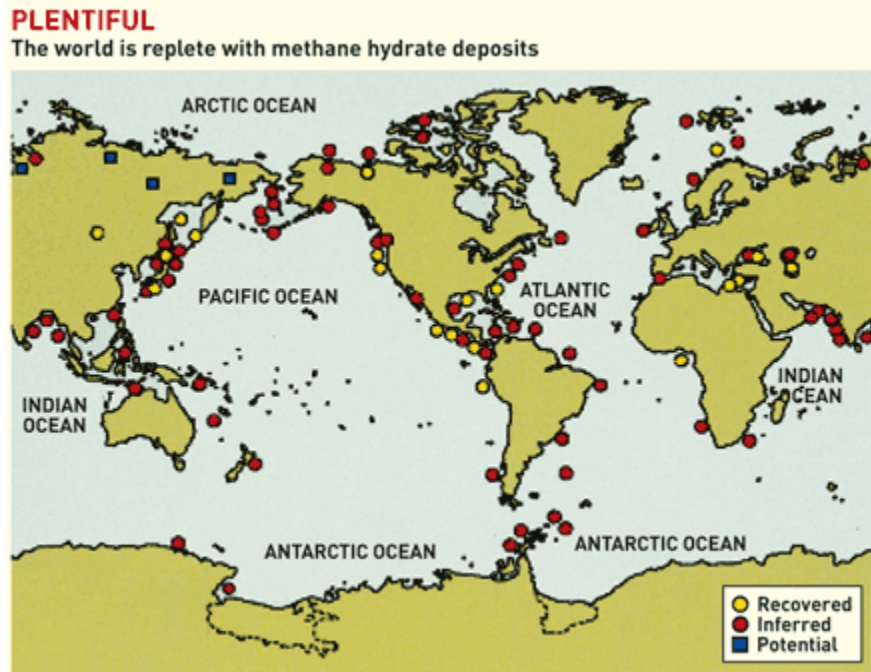 PLENTIFUL
The world is replete with methane hydrate deposits
ARCTIC OCEAN
PACIFIC OCEAN
ATLANTIC
OCEAN
INDIAN
OCEAN
INDIAN
OCEAN
ANTARCTIC OCEAN
ANTARCTIC OCEAN
Recovered
Inferred
Potential